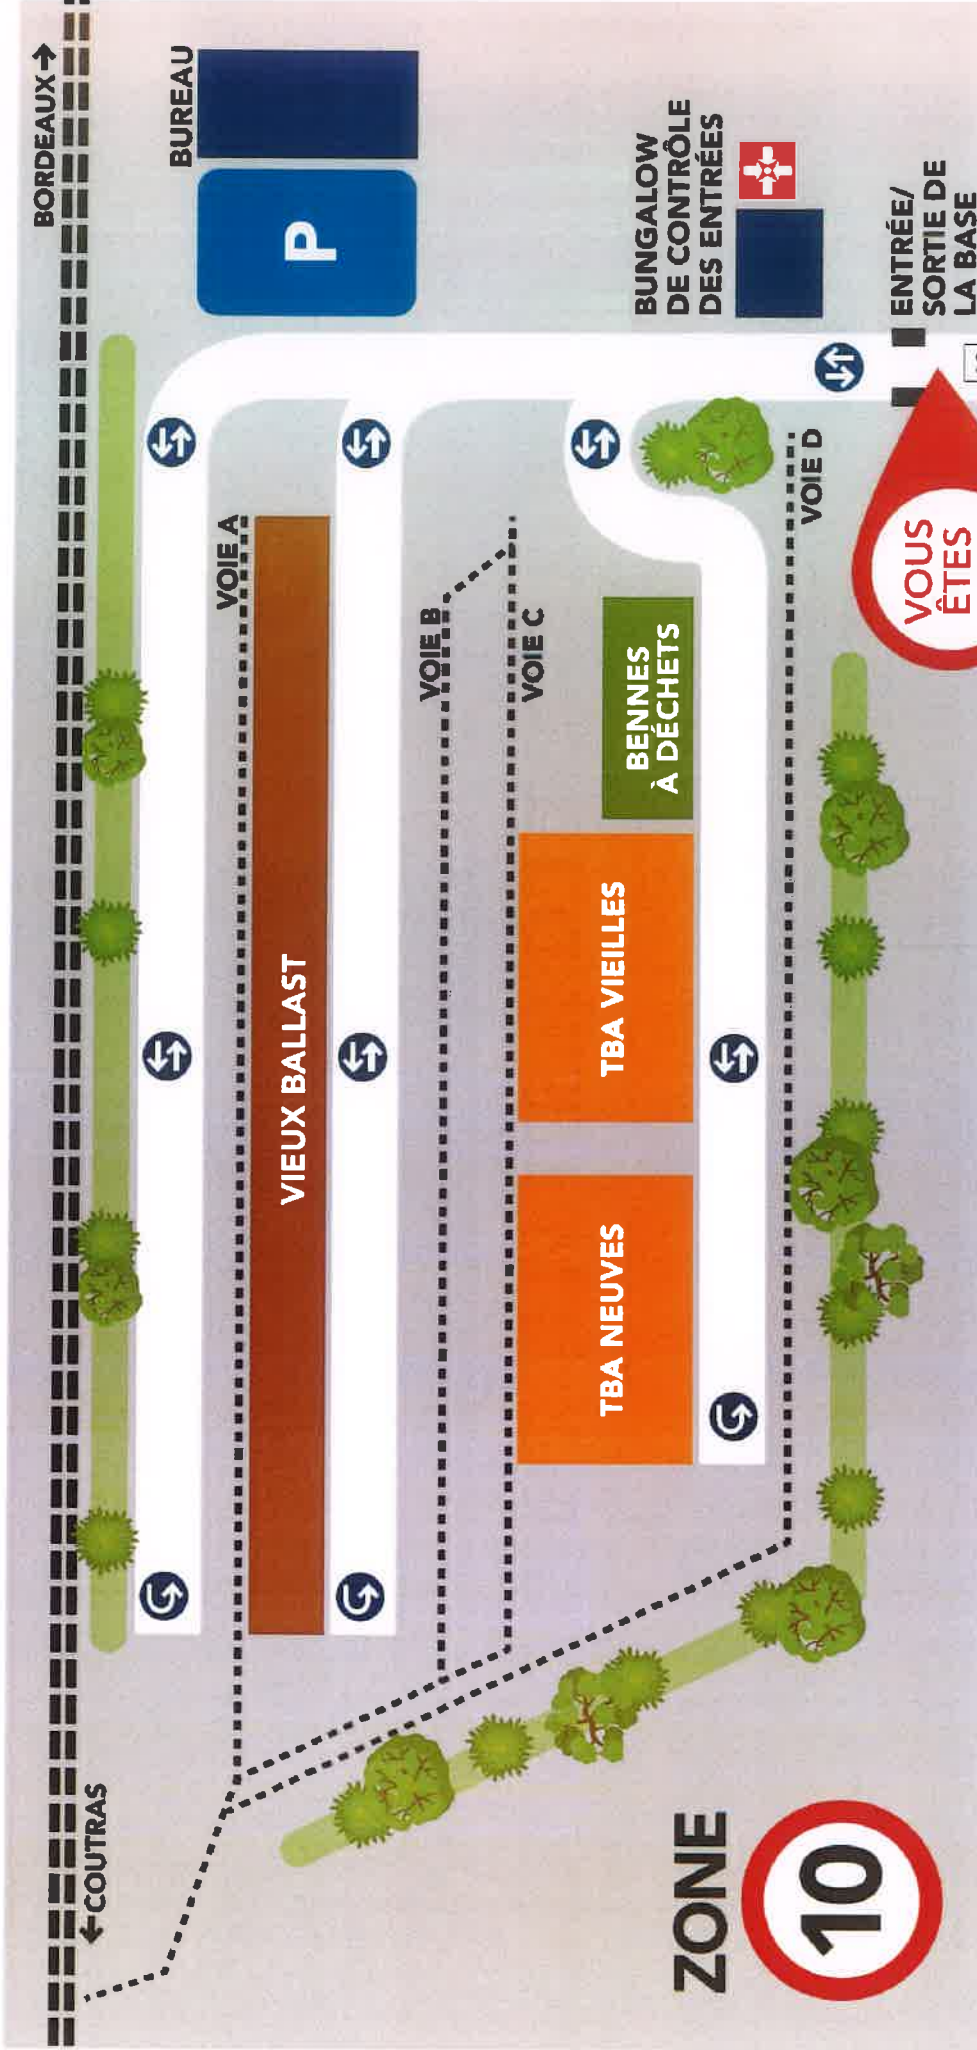 ← COUTRAS
BORDEAUX →
BUREAU
P
VOIE A
VIEUX BALLAST
VOIE B
VOIE C
BUNGALOW
DE CONTRÔLE
DES ENTRÉES
TBA NEUVES
TBA VIEILLES
BENNES
À DÉCHETS
VOIE D
ENTRÉE/
SORTIE DE
LA BASE
ZONE
10
VOUS
ÊTES